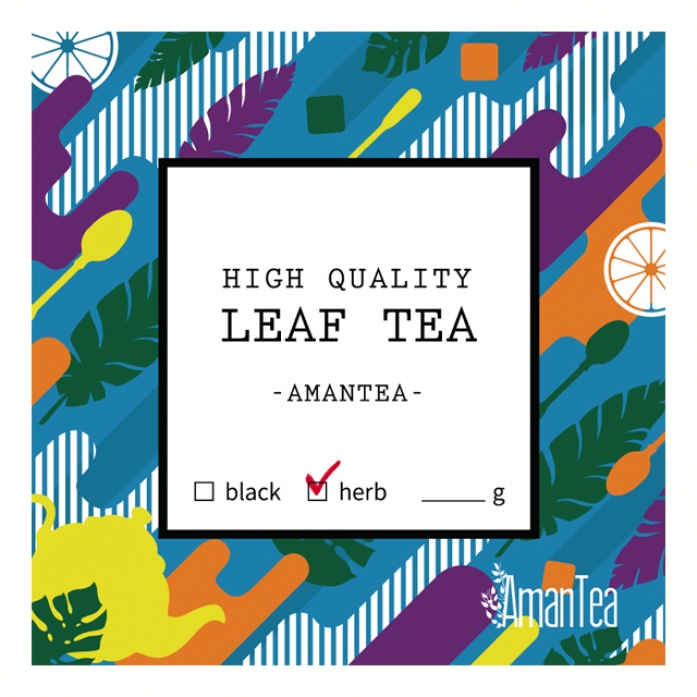 HIGH QUALITY
LEAF TEA
-AMANTEA-
black herb g
AmanTea